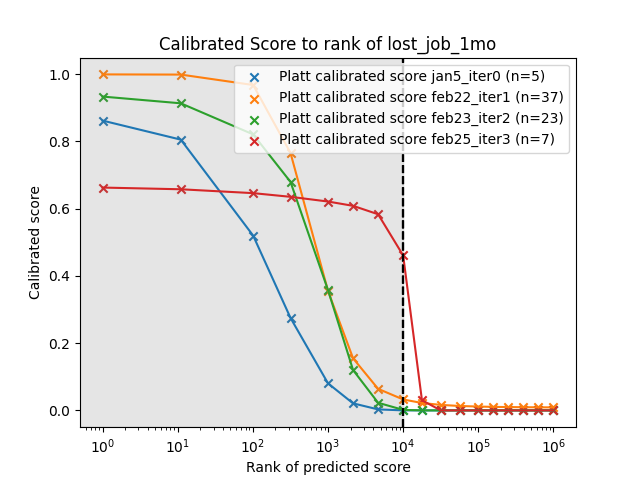 Calibrated Score to rank of lost_job_1mo
Platt calibrated score jan5_iter0 (n=5)
Platt calibrated score feb22_iter1 (n=37)
Platt calibrated score feb23_iter2 (n=23)
Platt calibrated score feb25_iter3 (n=7)
Calibrated score
1.0
0.8
0.6
0.4
0.2
0.0
10⁰ 10¹ 10² 10³ 10⁴ 10⁵ 10⁶
Rank of predicted score